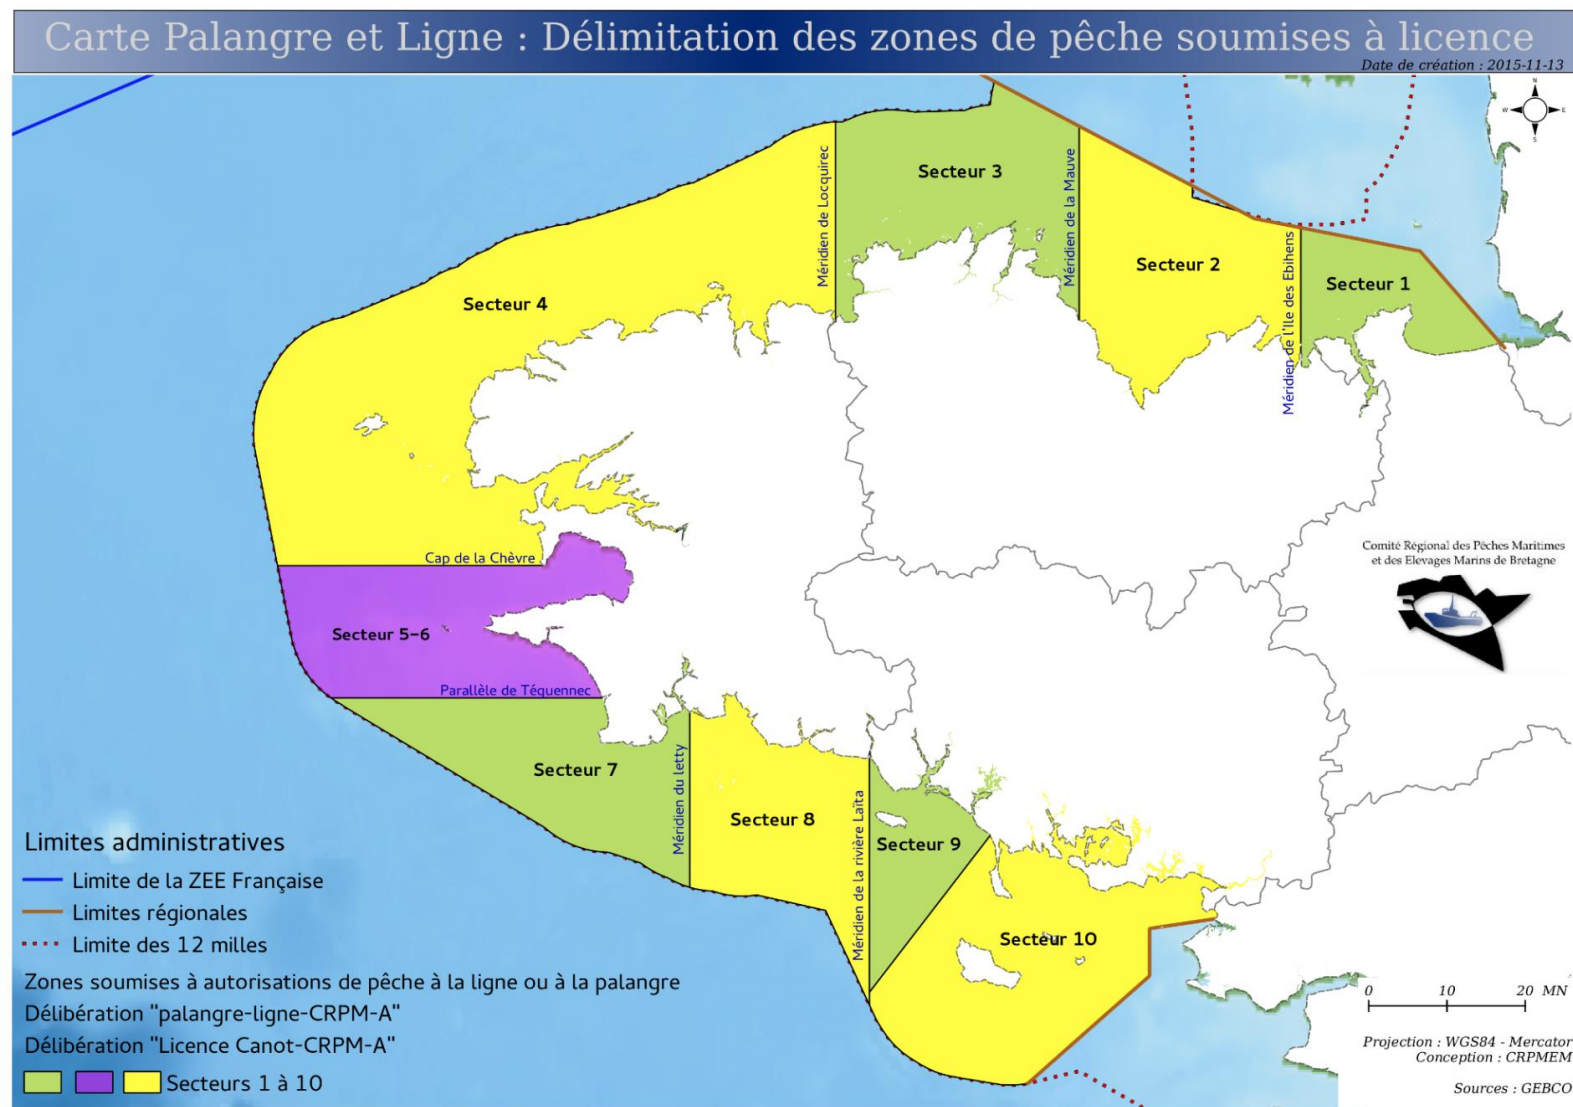 Carte Palangre et Ligne : Délimitation des zones de pêche soumises à licence
Date de création : 2015-11-13
N
W
E
S
Méridien de Locquirec
Secteur 3
Méridien de la Mauve
Secteur 2
Méridien de l'Ile des Ebihens
Secteur 1
Secteur 4
Cap de la Chèvre
Comité Régional des Pêches Maritimes
et des Elevages Marins de Bretagne
Secteur 5-6
Parallèle de Téquennec
Secteur 7
Méridien du letty
Secteur 8
Méridien de la rivière Laïta
Secteur 9
Secteur 10
Limites administratives
Limite de la ZEE Française
Limites régionales
Limite des 12 milles
Zones soumises à autorisations de pêche à la ligne ou à la palangre
Délibération "palangre-ligne-CRPM-A"
Délibération "Licence Canot-CRPM-A"
Secteurs 1 à 10
0 10 20 MN
Projection : WGS84 - Mercator
Conception : CRPMEM
Sources : GEBCO